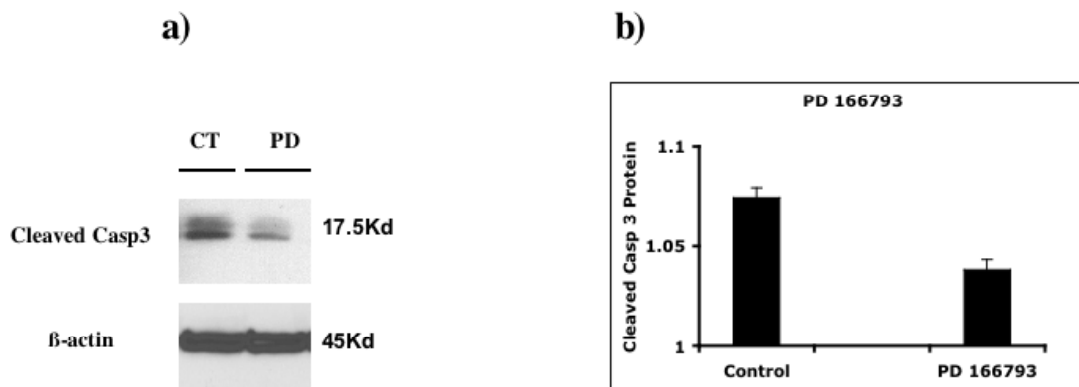 a)
CT PD
Cleaved Casp3
17.5Kd
ß-actin
45Kd
b)
PD 166793
Cleaved Casp 3 Protein
1.1
1.05
1
Control
PD 166793